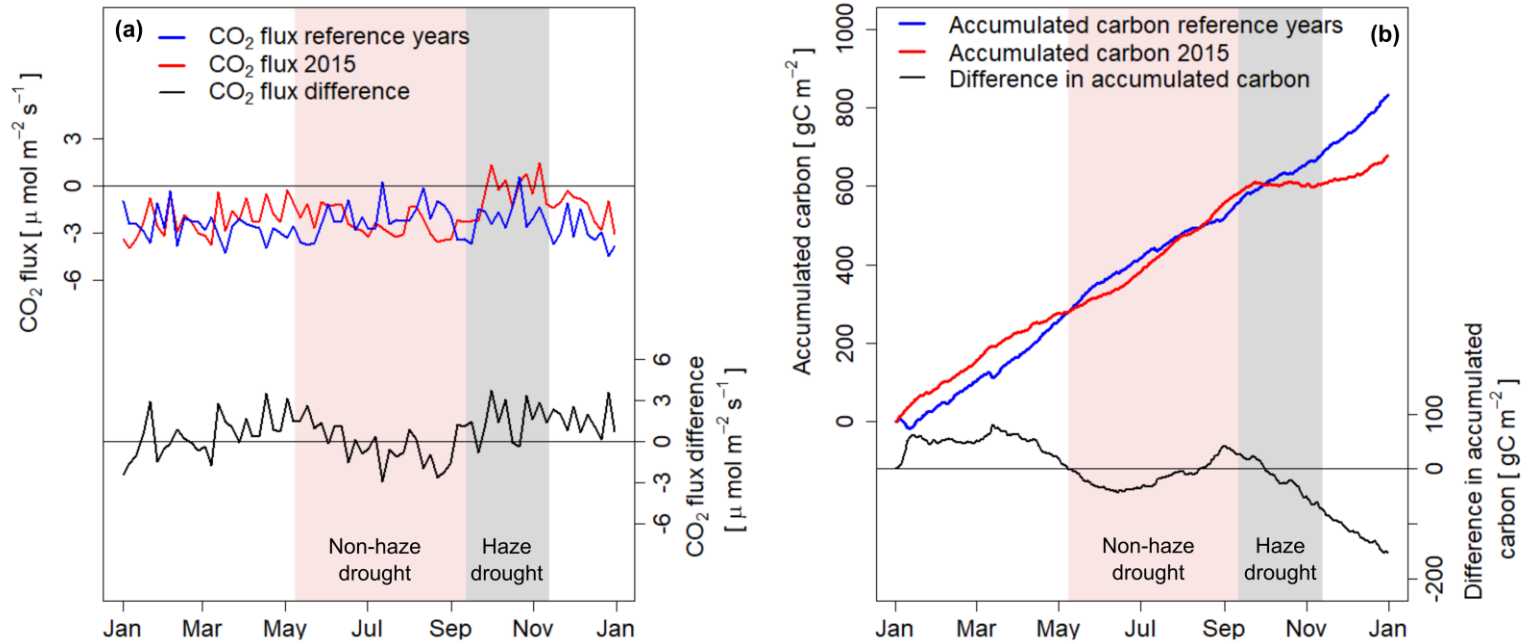 (a)
CO₂ flux reference years
CO₂ flux 2015
CO₂ flux difference
CO₂ flux [ μ mol m⁻² s⁻¹ ]
3
0
-3
-6
6
3
0
-3
-6
CO₂ flux difference
[ μ mol m⁻² s⁻¹ ]
Non-haze
drought
Haze
drought
Jan Mar May Jul Sep Nov Jan
(b)
Accumulated carbon reference years
Accumulated carbon 2015
Difference in accumulated carbon
Accumulated carbon [ gC m⁻² ]
1000
800
600
400
200
0
100
0
-200
Difference in accumulated
carbon [ gC m⁻² ]
Non-haze
drought
Haze
drought
Jan Mar May Jul Sep Nov Jan